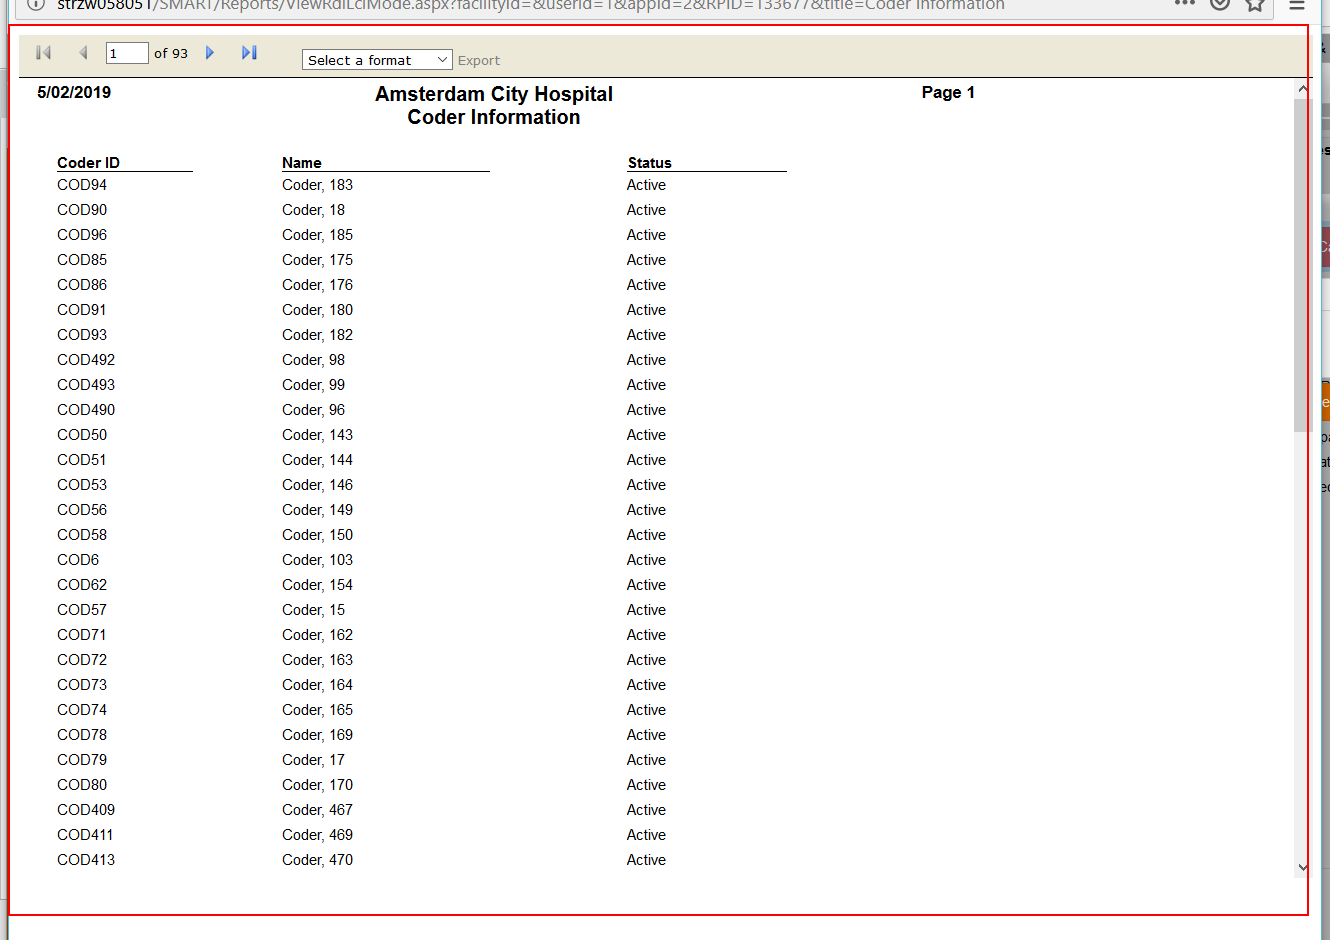 strzw058051/SMART/Reports/ViewRdlLclMode.aspx?facilityId=&userid=1&appid=2&RPID=133677&title=Coder Information
1 of 93 Select a format Export
5/02/2019 Amsterdam City Hospital Page 1
Coder Information
Coder ID Name Status
COD94 Coder, 183 Active
COD90 Coder, 18 Active
COD96 Coder, 185 Active
COD85 Coder, 175 Active
COD86 Coder, 176 Active
COD91 Coder, 180 Active
COD93 Coder, 182 Active
COD492 Coder, 98 Active
COD493 Coder, 99 Active
COD490 Coder, 96 Active
COD50 Coder, 143 Active
COD51 Coder, 144 Active
COD53 Coder, 146 Active
COD56 Coder, 149 Active
COD58 Coder, 150 Active
COD6 Coder, 103 Active
COD62 Coder, 154 Active
COD57 Coder, 15 Active
COD71 Coder, 162 Active
COD72 Coder, 163 Active
COD73 Coder, 164 Active
COD74 Coder, 165 Active
COD78 Coder, 169 Active
COD79 Coder, 17 Active
COD80 Coder, 170 Active
COD409 Coder, 467 Active
COD411 Coder, 469 Active
COD413 Coder, 470 Active